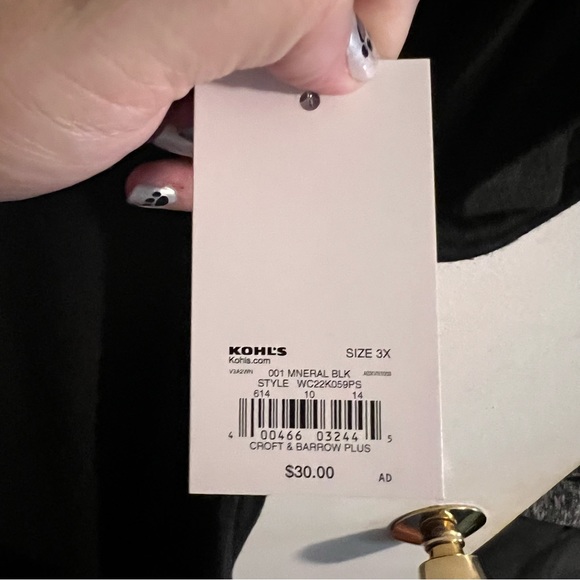 KOHL'S SIZE 3X
Kohls.com
001 MNERAL BLK
STYLE WC22K059PS
614 10 14
4 00466 03244 5
CROFT & BARROW PLUS
$30.00 AD